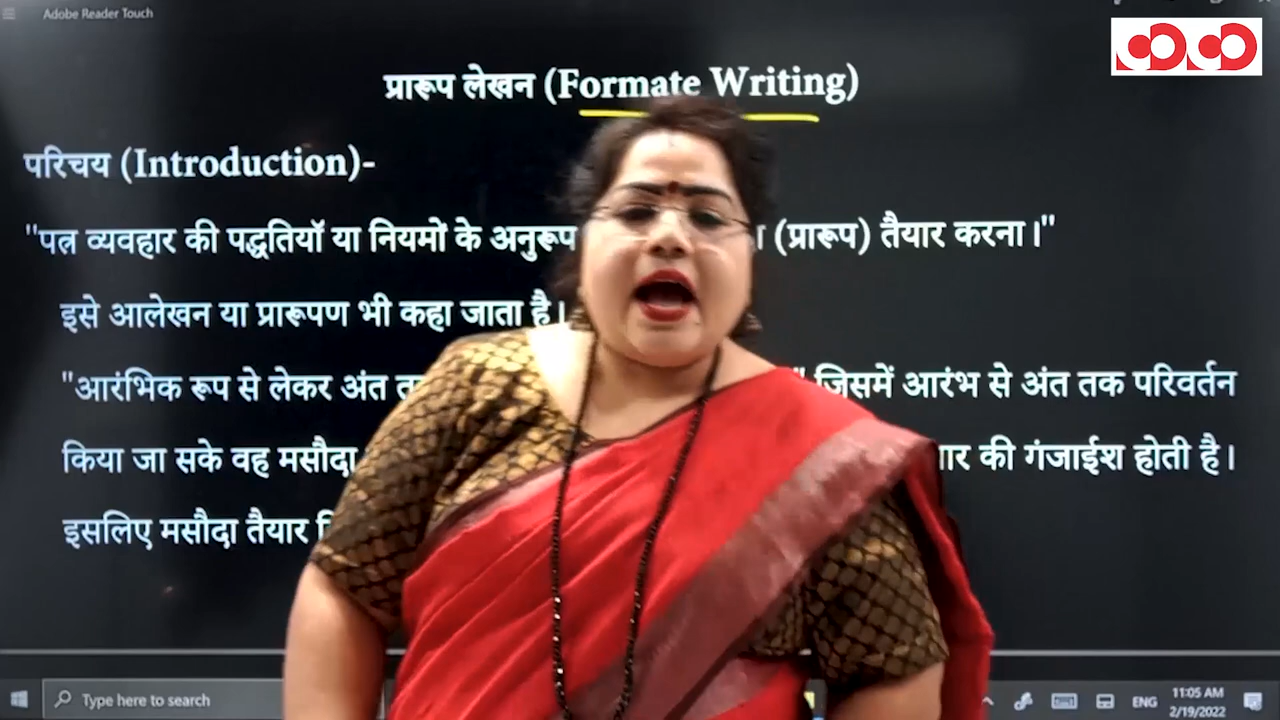 Adobe Reader Touch
प्रारूप लेखन (Formate Writing)
परिचय (Introduction)-
"पत्र व्यवहार की पद्धतियॉ या नियमों के अनुरूप (प्रारूप) तैयार करना।"
इसे आलेखन या प्रारूपण भी कहा जाता है।
"आरंभिक रूप से लेकर अंत " जिसमें आरंभ से अंत तक परिवर्तन
किया जा सके वह मसौदा की गंजाईश होती है।
इसलिए मसौदा तैयार
Type here to search
ENG
11:05 AM
2/19/2022